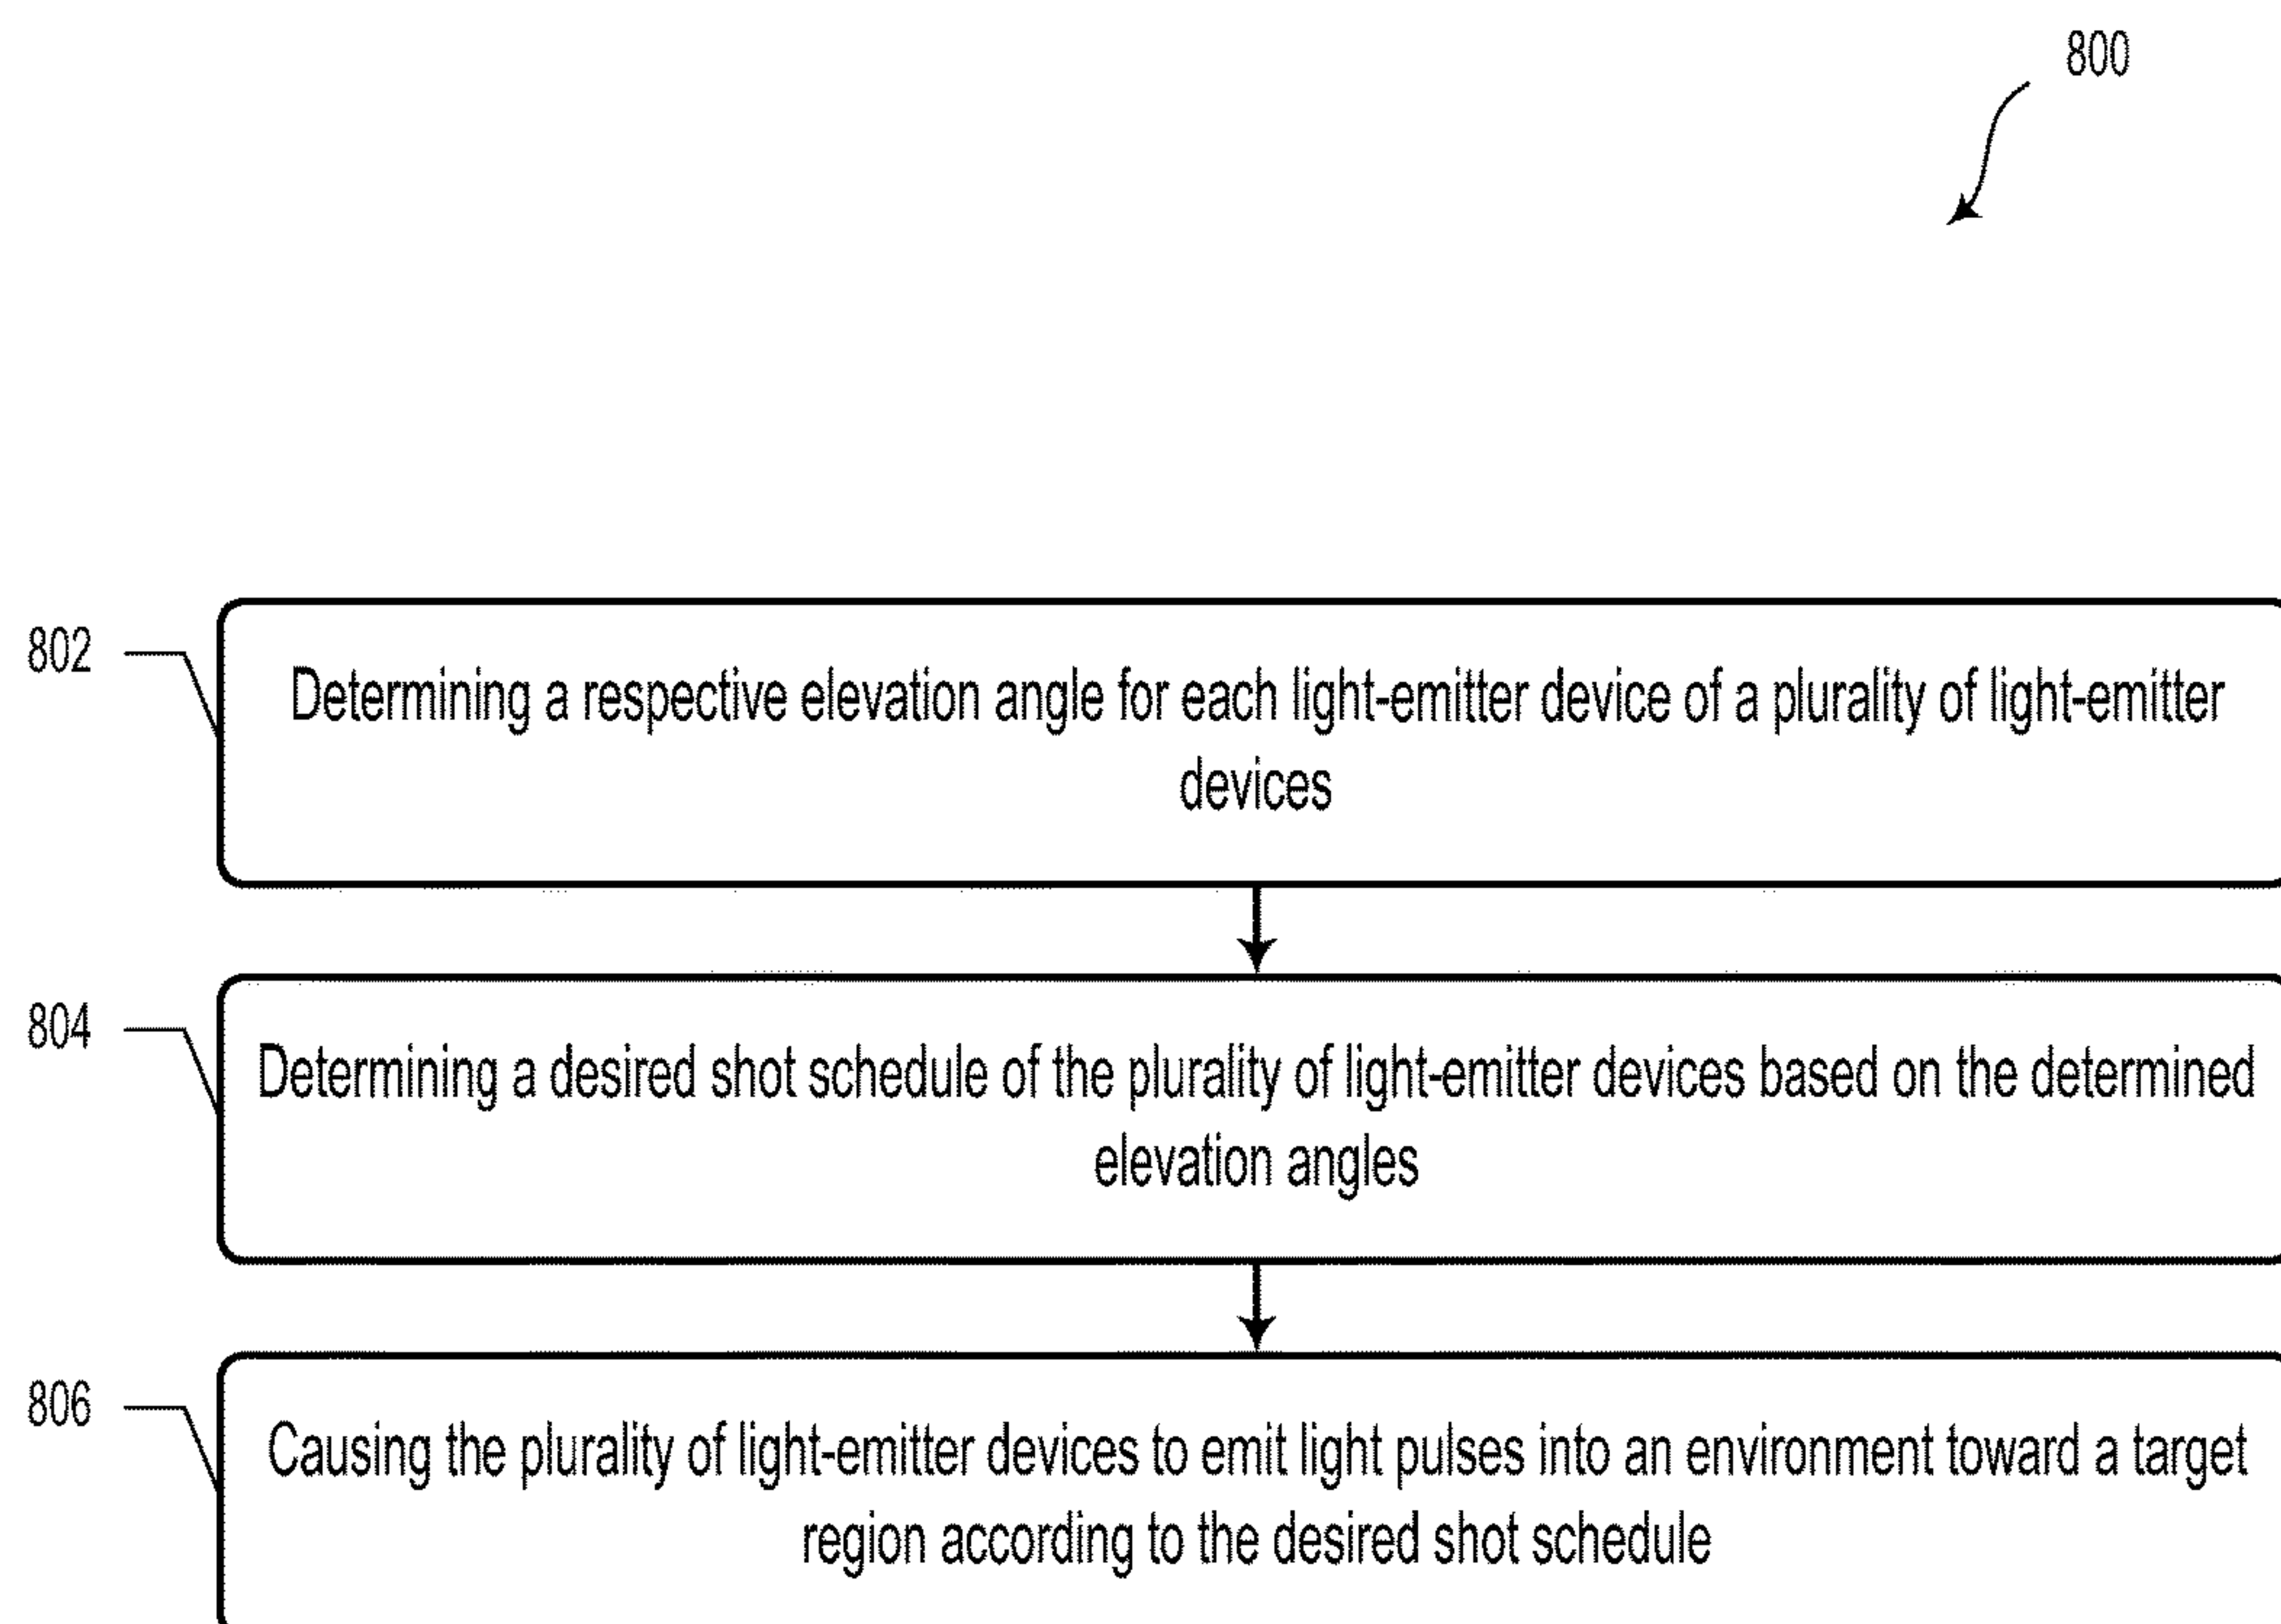 800
802
Determining a respective elevation angle for each light-emitter device of a plurality of light-emitter
devices
804
Determining a desired shot schedule of the plurality of light-emitter devices based on the determined
elevation angles
806
Causing the plurality of light-emitter devices to emit light pulses into an environment toward a target
region according to the desired shot schedule